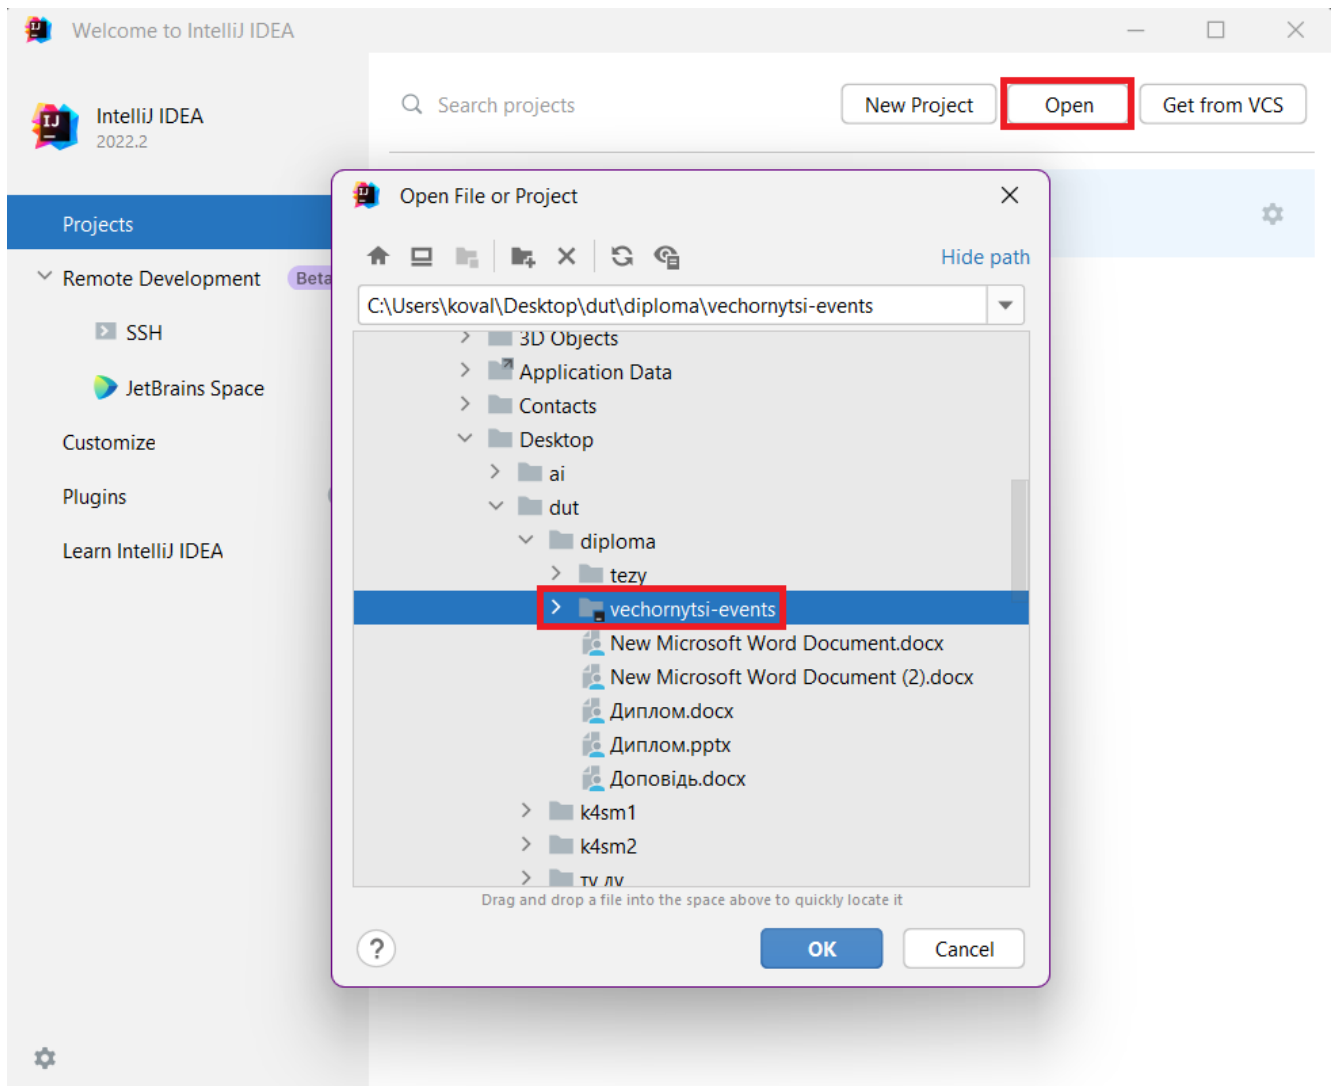 Welcome to IntelliJ IDEA
IntelliJ IDEA
2022.2
Search projects
New Project
Open
Get from VCS
Projects
Remote Development
Beta
SSH
JetBrains Space
Customize
Plugins
Learn IntelliJ IDEA
Open File or Project
Hide path
C:\Users\koval\Desktop\dut\diploma\vechornytsi-events
3D Objects
Application Data
Contacts
Desktop
ai
dut
diploma
tezy
vechornytsi-events
New Microsoft Word Document.docx
New Microsoft Word Document (2).docx
Диплом.docx
Диплом.pptx
Доповідь.docx
k4sm1
k4sm2
Drag and drop a file into the space above to quickly locate it
?
OK
Cancel